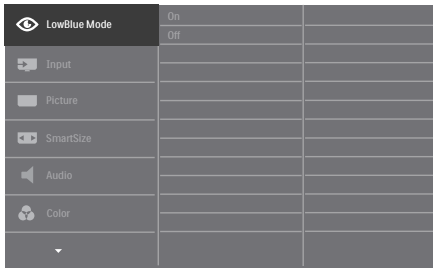 LowBlue Mode
On
Off
Input
Picture
SmartSize
Audio
Color